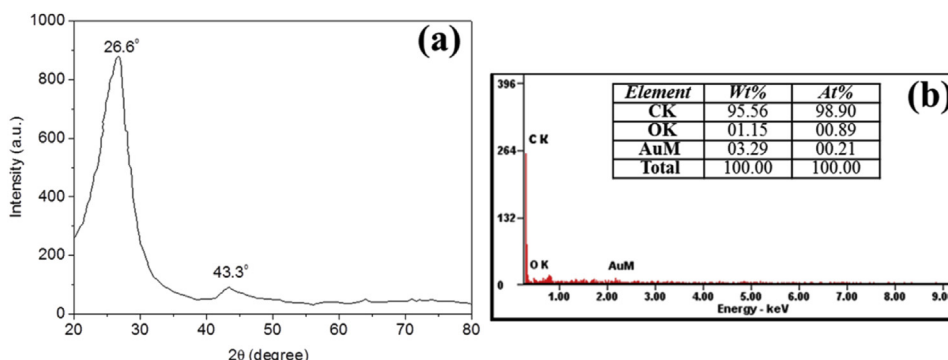 (a)
1000
800
600
400
200
0
26.6°
43.3°
20 30 40 50 60 70 80
Intensity (a.u.)
2θ (degree)
(b)
396
264
132
0
Element Wt% At%
CK 95.56 98.90
OK 01.15 00.89
AuM 03.29 00.21
Total 100.00 100.00
C K
O K
AuM
1.00 2.00 3.00 4.00 5.00 6.00 7.00 8.00 9.0
Energy - keV